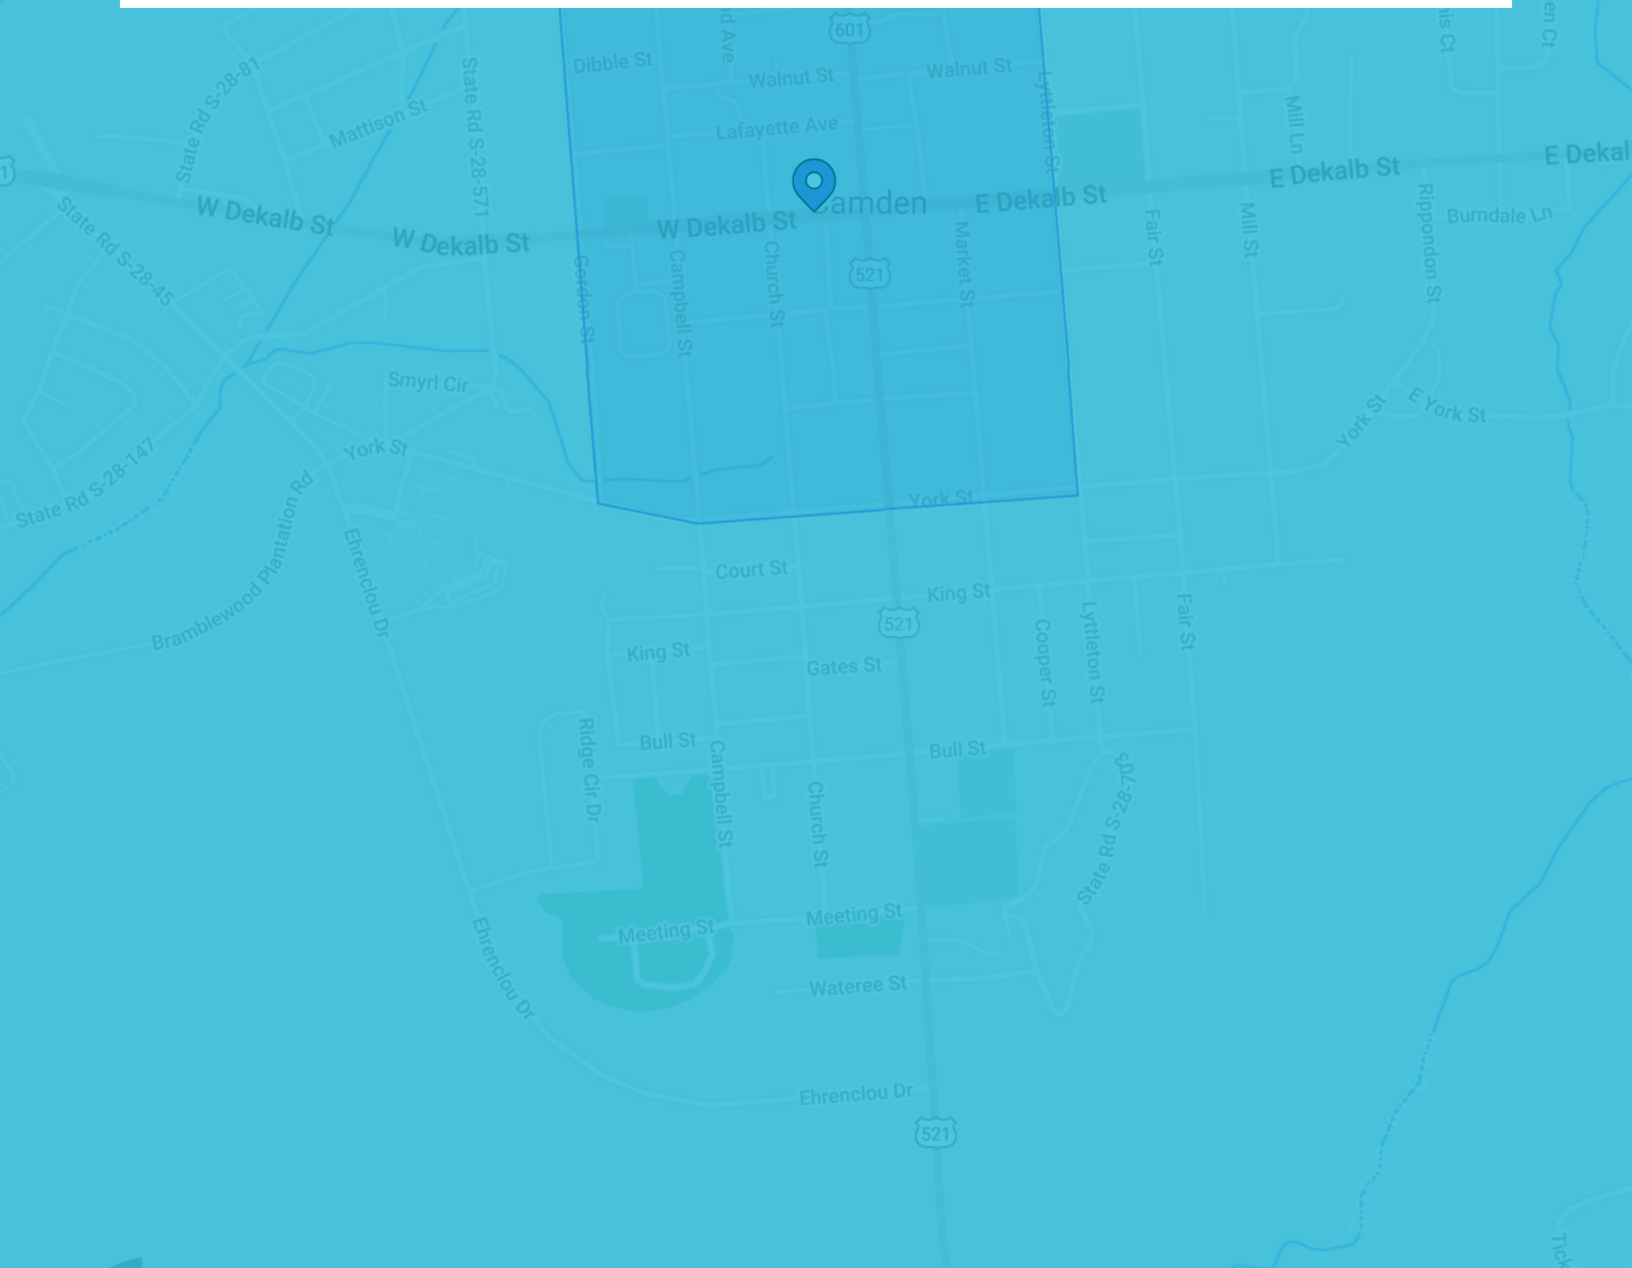 601
Dibble St
Walnut St
Walnut St
State Rd S-28-81
Mattison St
State Rd S-28-571
Lafayette Ave
Lyttleton St
Mill Ln
E Dekalb St
W Dekalb St
W Dekalb St
W Dekalb St
Camden
E Dekalb St
State Rd S-28-45
Gordon St
Campbell St
Church St
521
Market St
Fair St
Mill St
Rippondon St
Burndale Ln
Smyrl Cir
York St
E York St
York St
State Rd S-28-147
York St
Bramblewood Plantation Rd
Ehrenclou Dr
Court St
King St
521
King St
Gates St
Cooper St
Lyttleton St
Fair St
Ridge Cir Dr
Bull St
Campbell St
Bull St
Church St
State Rd S-28-703
Meeting St
Meeting St
Ehrenclou Dr
Wateree St
Ehrenclou Dr
521